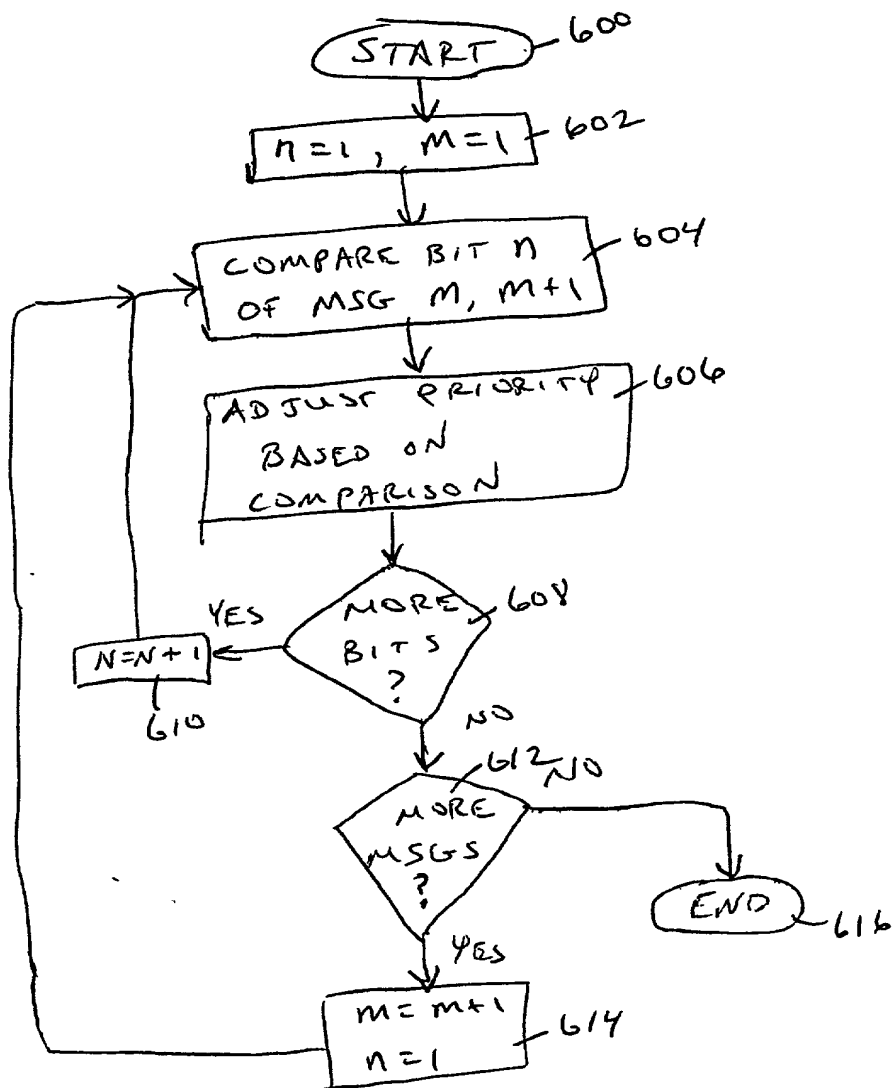 START
600
n=1, m=1
602
COMPARE BIT n
OF MSG M, M+1
604
ADJUST PRIORITY
BASED ON
COMPARISON
606
MORE
BITS
?
608
YES
N=N+1
610
NO
612
NO
MORE
MSGS
?
END
616
YES
m=m+1
n=1
614